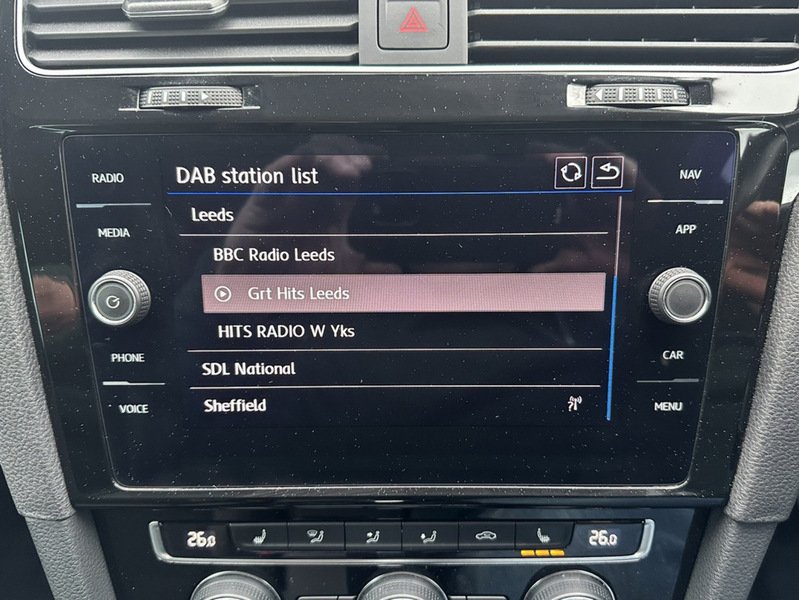 RADIO
MEDIA
PHONE
VOICE
DAB station list
Leeds
BBC Radio Leeds
Grt Hits Leeds
HITS RADIO W Yks
SDL National
Sheffield
NAV
APP
CAR
MENU
26.0
26.0